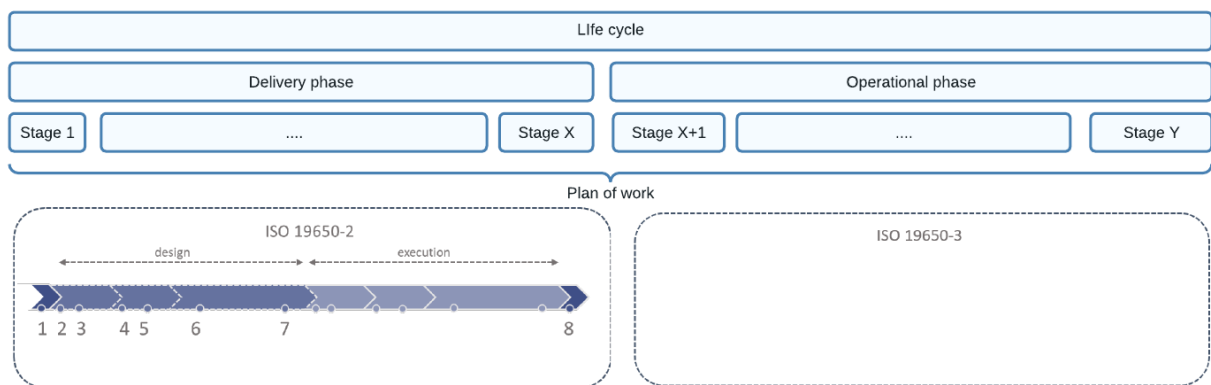 LIfe cycle
Delivery phase Operational phase
Stage 1 .... Stage X Stage X+1 .... Stage Y
Plan of work
ISO 19650-2 ISO 19650-3
design execution
1 2 3 4 5 6 7 8